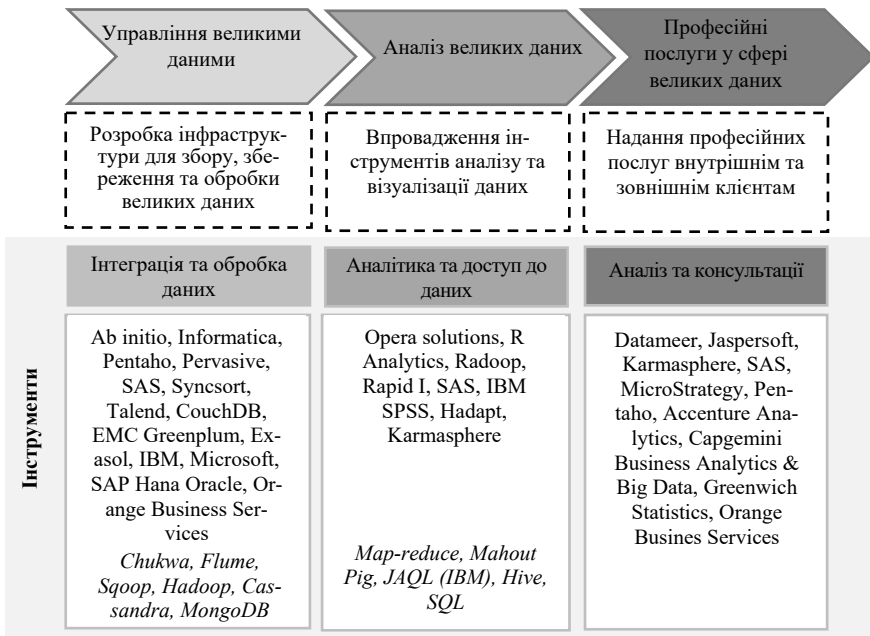 Управління великими
даними
Аналіз великих даних
Професійні
послуги у сфері
великих даних
Розробка інфраструк-
тури для збору, збе-
реження та обробки
великих даних
Впровадження ін-
струментів аналізу та
візуалізації даних
Надання професійних
послуг внутрішнім та
зовнішнім клієнтам
Інструменти
Інтеграція та обробка
даних
Ab initio, Informatica,
Pentaho, Pervasive,
SAS, Syncsort,
Talend, CouchDB,
EMC Greenplum, Ex-
asol, IBM, Microsoft,
SAP Hana Oracle, Or-
ange Business Ser-
vices
Chukwa, Flume,
Sqoop, Hadoop, Cas-
sandra, MongoDB
Аналітика та доступ до
даних
Opera solutions, R
Analytics, Radoop,
Rapid I, SAS, IBM
SPSS, Hadapt,
Karmasphere
Map-reduce, Mahout
Pig, JAQL (IBM), Hive,
SQL
Аналіз та консультації
Datameer, Jaspersoft,
Karmasphere, SAS,
MicroStrategy, Pen-
taho, Accenture Ana-
lytics, Capgemini
Business Analytics &
Big Data, Greenwich
Statistics, Orange
Busines Services